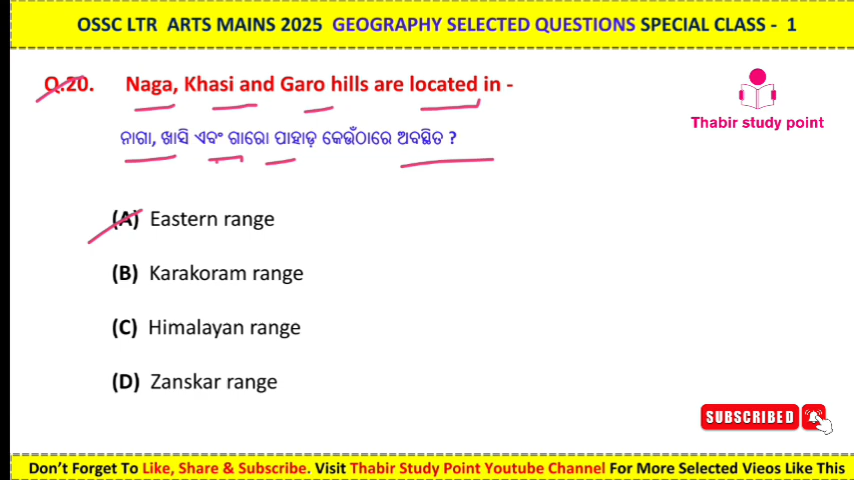 OSSC LTR ARTS MAINS 2025 GEOGRAPHY SELECTED QUESTIONS SPECIAL CLASS - 1
Q.20. Naga, Khasi and Garo hills are located in -
ନାଗା, ଖାସି ଏବଂ ଗାରୋ ପାହାଡ଼ କେଉଁଠାରେ ଅବସ୍ଥିତ ?
Thabir study point
(A) Eastern range
(B) Karakoram range
(C) Himalayan range
(D) Zanskar range
SUBSCRIBED
Don't Forget To Like, Share & Subscribe. Visit Thabir Study Point Youtube Channel For More Selected Vieos Like This